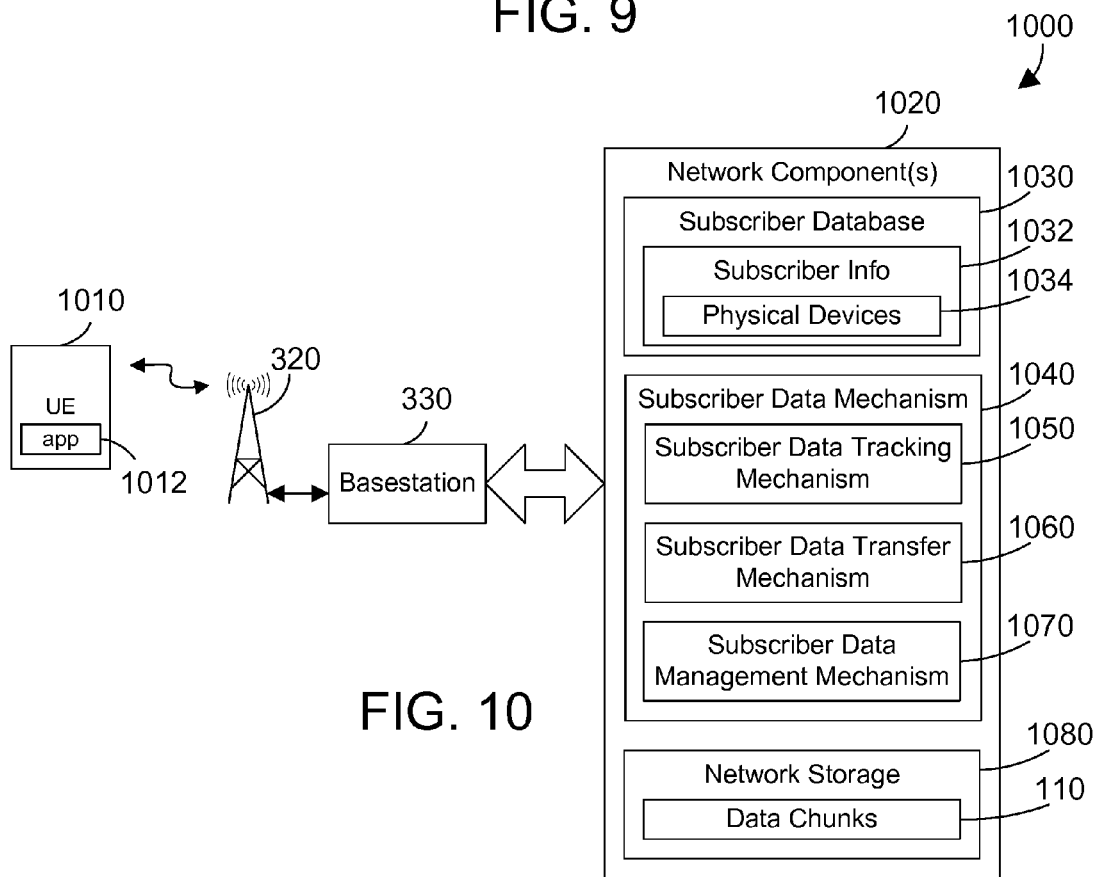 FIG. 9
1000
1020
Network Component(s)
1030
Subscriber Database
1032
Subscriber Info
1034
Physical Devices
1010
UE
app
1012
320
330
Basestation
1040
Subscriber Data Mechanism
1050
Subscriber Data Tracking
Mechanism
1060
Subscriber Data Transfer
Mechanism
1070
Subscriber Data
Management Mechanism
FIG. 10
1080
Network Storage
110
Data Chunks